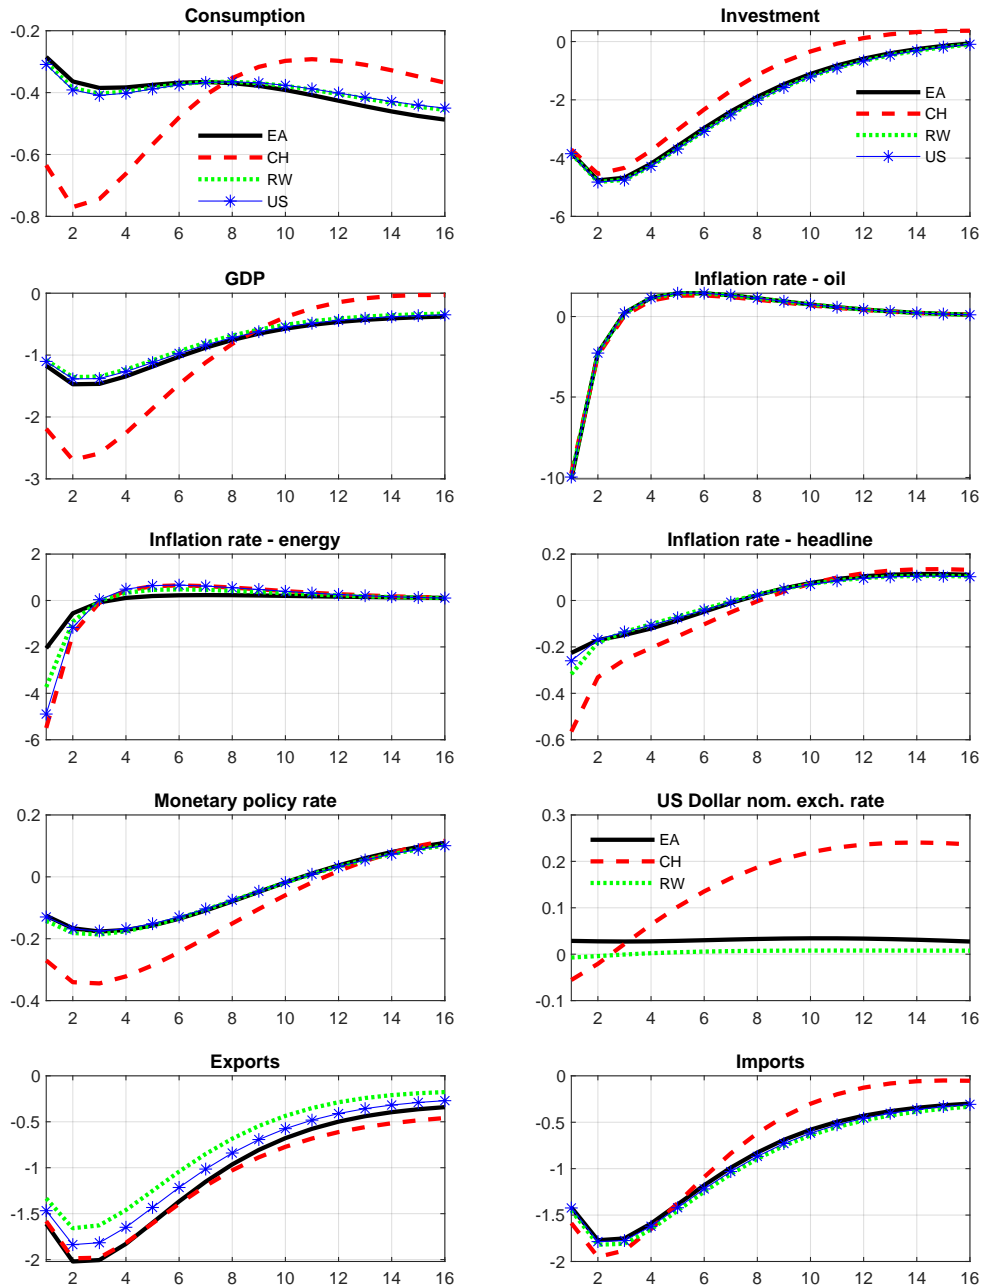 Consumption
-0.2
-0.4
-0.6
-0.8
EA
CH
RW
US
2 4 6 8 10 12 14 16
Investment
0
-2
-4
-6
EA
CH
RW
US
2 4 6 8 10 12 14 16
GDP
0
-1
-2
-3
2 4 6 8 10 12 14 16
Inflation rate - oil
0
-5
-10
2 4 6 8 10 12 14 16
Inflation rate - energy
2
0
-2
-4
-6
2 4 6 8 10 12 14 16
Inflation rate - headline
0.2
0
-0.2
-0.4
-0.6
2 4 6 8 10 12 14 16
Monetary policy rate
0.2
0
-0.2
-0.4
2 4 6 8 10 12 14 16
US Dollar nom. exch. rate
0.3
0.2
0.1
0
-0.1
EA
CH
RW
2 4 6 8 10 12 14 16
Exports
0
-0.5
-1
-1.5
-2
2 4 6 8 10 12 14 16
Imports
0
-0.5
-1
-1.5
-2
2 4 6 8 10 12 14 16